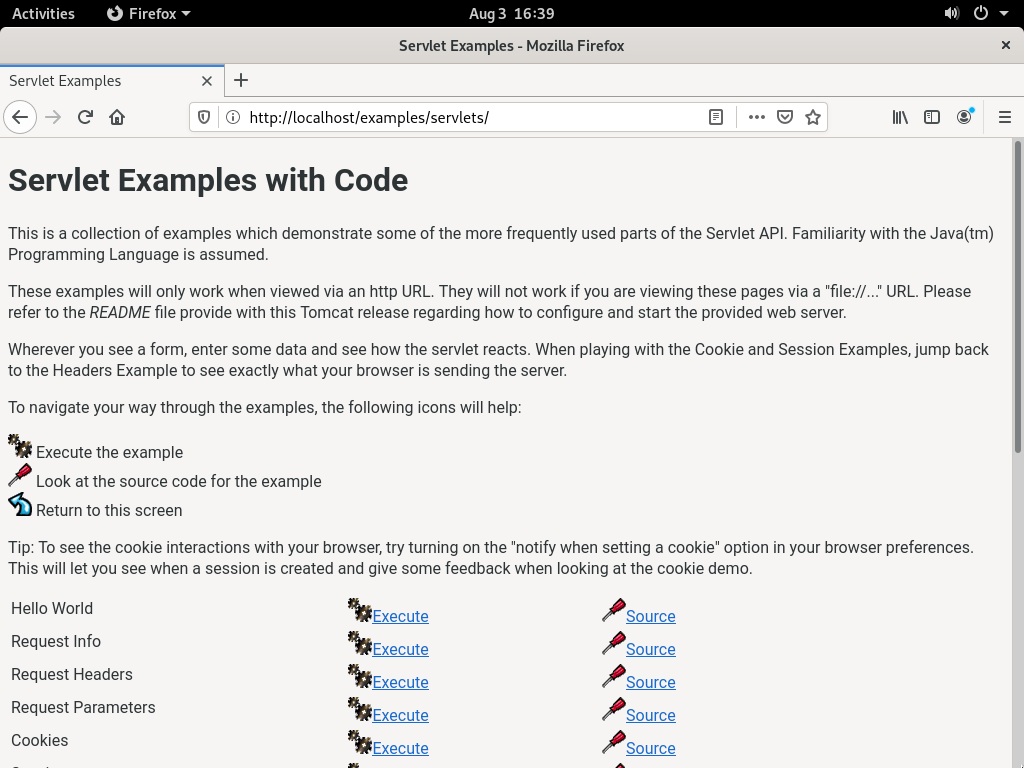 Activities
Firefox
Aug 3 16:39
Servlet Examples - Mozilla Firefox
Servlet Examples
http://localhost/examples/servlets/
Servlet Examples with Code
This is a collection of examples which demonstrate some of the more frequently used parts of the Servlet API. Familiarity with the Java(tm)
Programming Language is assumed.
These examples will only work when viewed via an http URL. They will not work if you are viewing these pages via a "file://..." URL. Please
refer to the README file provide with this Tomcat release regarding how to configure and start the provided web server.
Wherever you see a form, enter some data and see how the servlet reacts. When playing with the Cookie and Session Examples, jump back
to the Headers Example to see exactly what your browser is sending the server.
To navigate your way through the examples, the following icons will help:
Execute the example
Look at the source code for the example
Return to this screen
Tip: To see the cookie interactions with your browser, try turning on the "notify when setting a cookie" option in your browser preferences.
This will let you see when a session is created and give some feedback when looking at the cookie demo.
Hello World Execute Source
Request Info Execute Source
Request Headers Execute Source
Request Parameters Execute Source
Cookies Execute Source